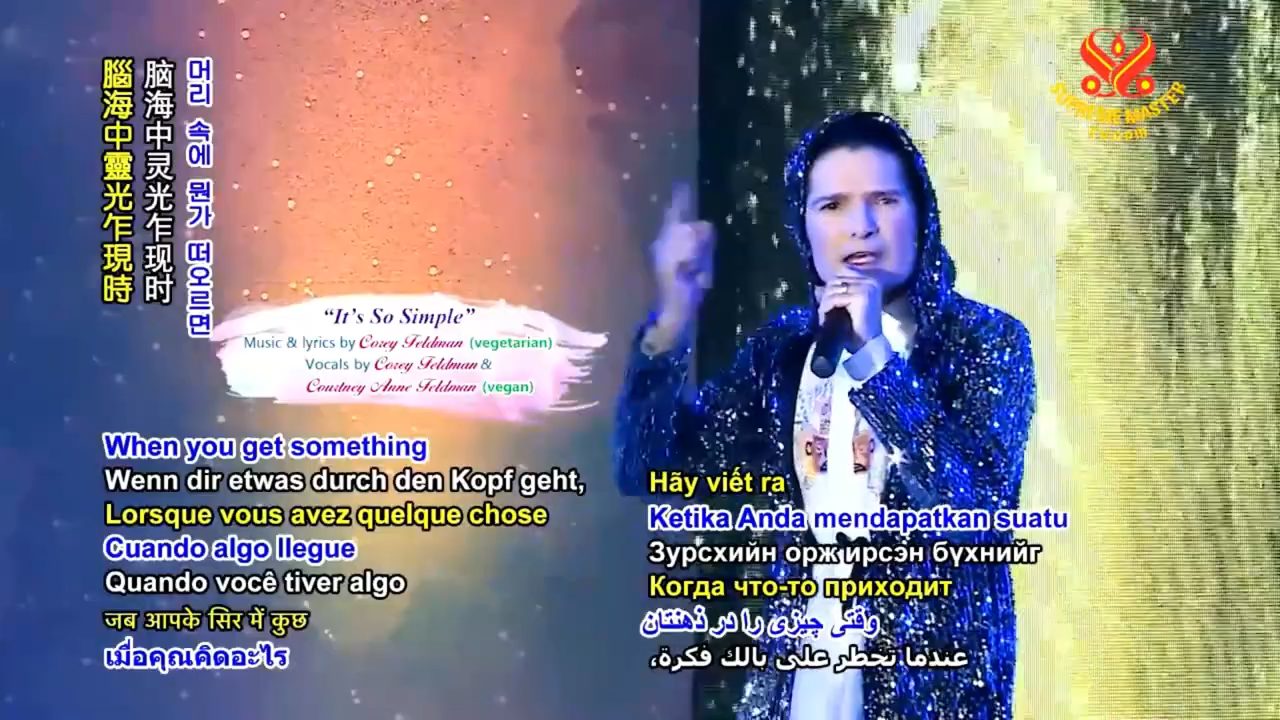 腦海中靈光乍現時
脑海中灵光乍现时
머리 속에 뭔가 떠오르면
SUPREME MASTER
TELEVISION
“It’s So Simple”
Music & lyrics by Corey Feldman (vegetarian)
Vocals by Corey Feldman &
Courtney Anne Feldman (vegan)
When you get something
Wenn dir etwas durch den Kopf geht,
Lorsque vous avez quelque chose
Cuando algo llegue
Quando você tiver algo
जब आपके सिर में कुछ
เมื่อคุณคิดอะไร
Hãy viết ra
Ketika Anda mendapatkan suatu
Зурсхийн орж ирсэн бүхнийг
Когда что-то приходит
وقتی چیزی را در ذهنتان
عندما تخطر على بالك فكرة،